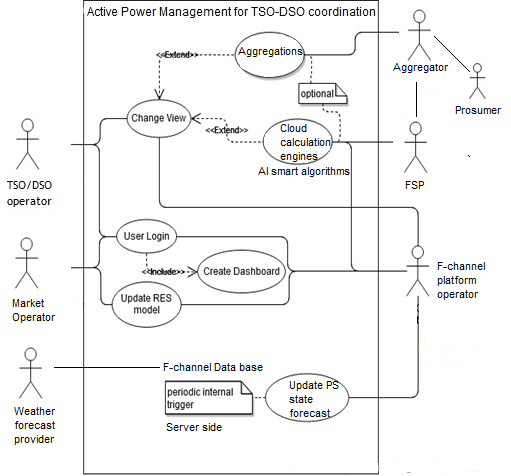 Active Power Management for TSO-DSO coordination
<<Extend>>
Aggregations
Aggregator
optional
Prosumer
Change View
<<Extend>>
Cloud
calculation
engines
AI smart algorithms
TSO/DSO
operator
FSP
User Login
<<Include>>
Create Dashboard
F-channel
platform
operator
Market
Operator
Update RES
model
F-channel Data base
Weather
forecast
provider
periodic internal
trigger
Update PS
state
forecast
Server side